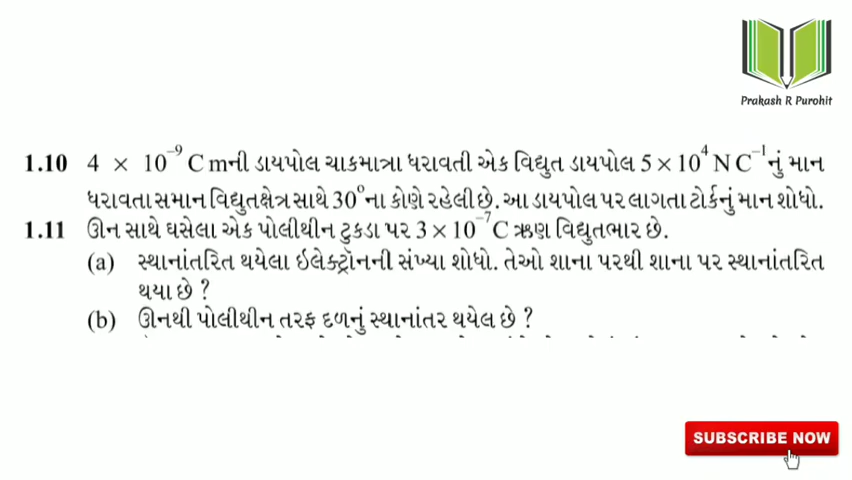 Prakash R Purohit
1.10 4 × 10⁻⁹ C mની ડાયપોલ ચાકમાત્રા ધરાવતી એક વિદ્યુત ડાયપોલ 5 × 10⁴ N C⁻¹નું માન
ધરાવતા સમાન વિદ્યુતક્ષેત્ર સાથે 30°ના કોણે રહેલી છે. આ ડાયપોલ પર લાગતા ટોર્કનું માન શોધો.
1.11 ઊન સાથે ઘસેલા એક પોલીથીન ટુકડા પર 3 × 10⁻⁷ C ઋણ વિદ્યુતભાર છે.
(a) સ્થાનાંતરિત થયેલા ઇલેક્ટ્રૉનની સંખ્યા શોધો. તેઓ શાના પરથી શાના પર સ્થાનાંતરિત
થયા છે ?
(b) ઊનથી પોલીથીન તરફ દળનું સ્થાનાંતર થયેલ છે ?
SUBSCRIBE NOW